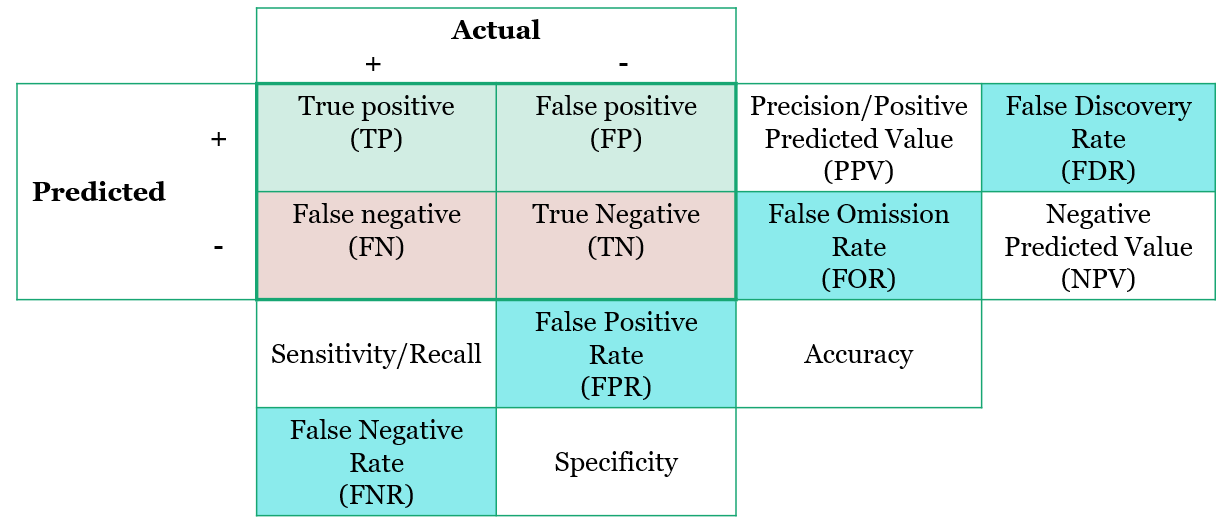 Actual
+ -
True positive
(TP)
False positive
(FP)
Precision/Positive
Predicted Value
(PPV)
False Discovery
Rate
(FDR)
+
Predicted
-
False negative
(FN)
True Negative
(TN)
False Omission
Rate
(FOR)
Negative
Predicted Value
(NPV)
Sensitivity/Recall
False Positive
Rate
(FPR)
Accuracy
False Negative
Rate
(FNR)
Specificity